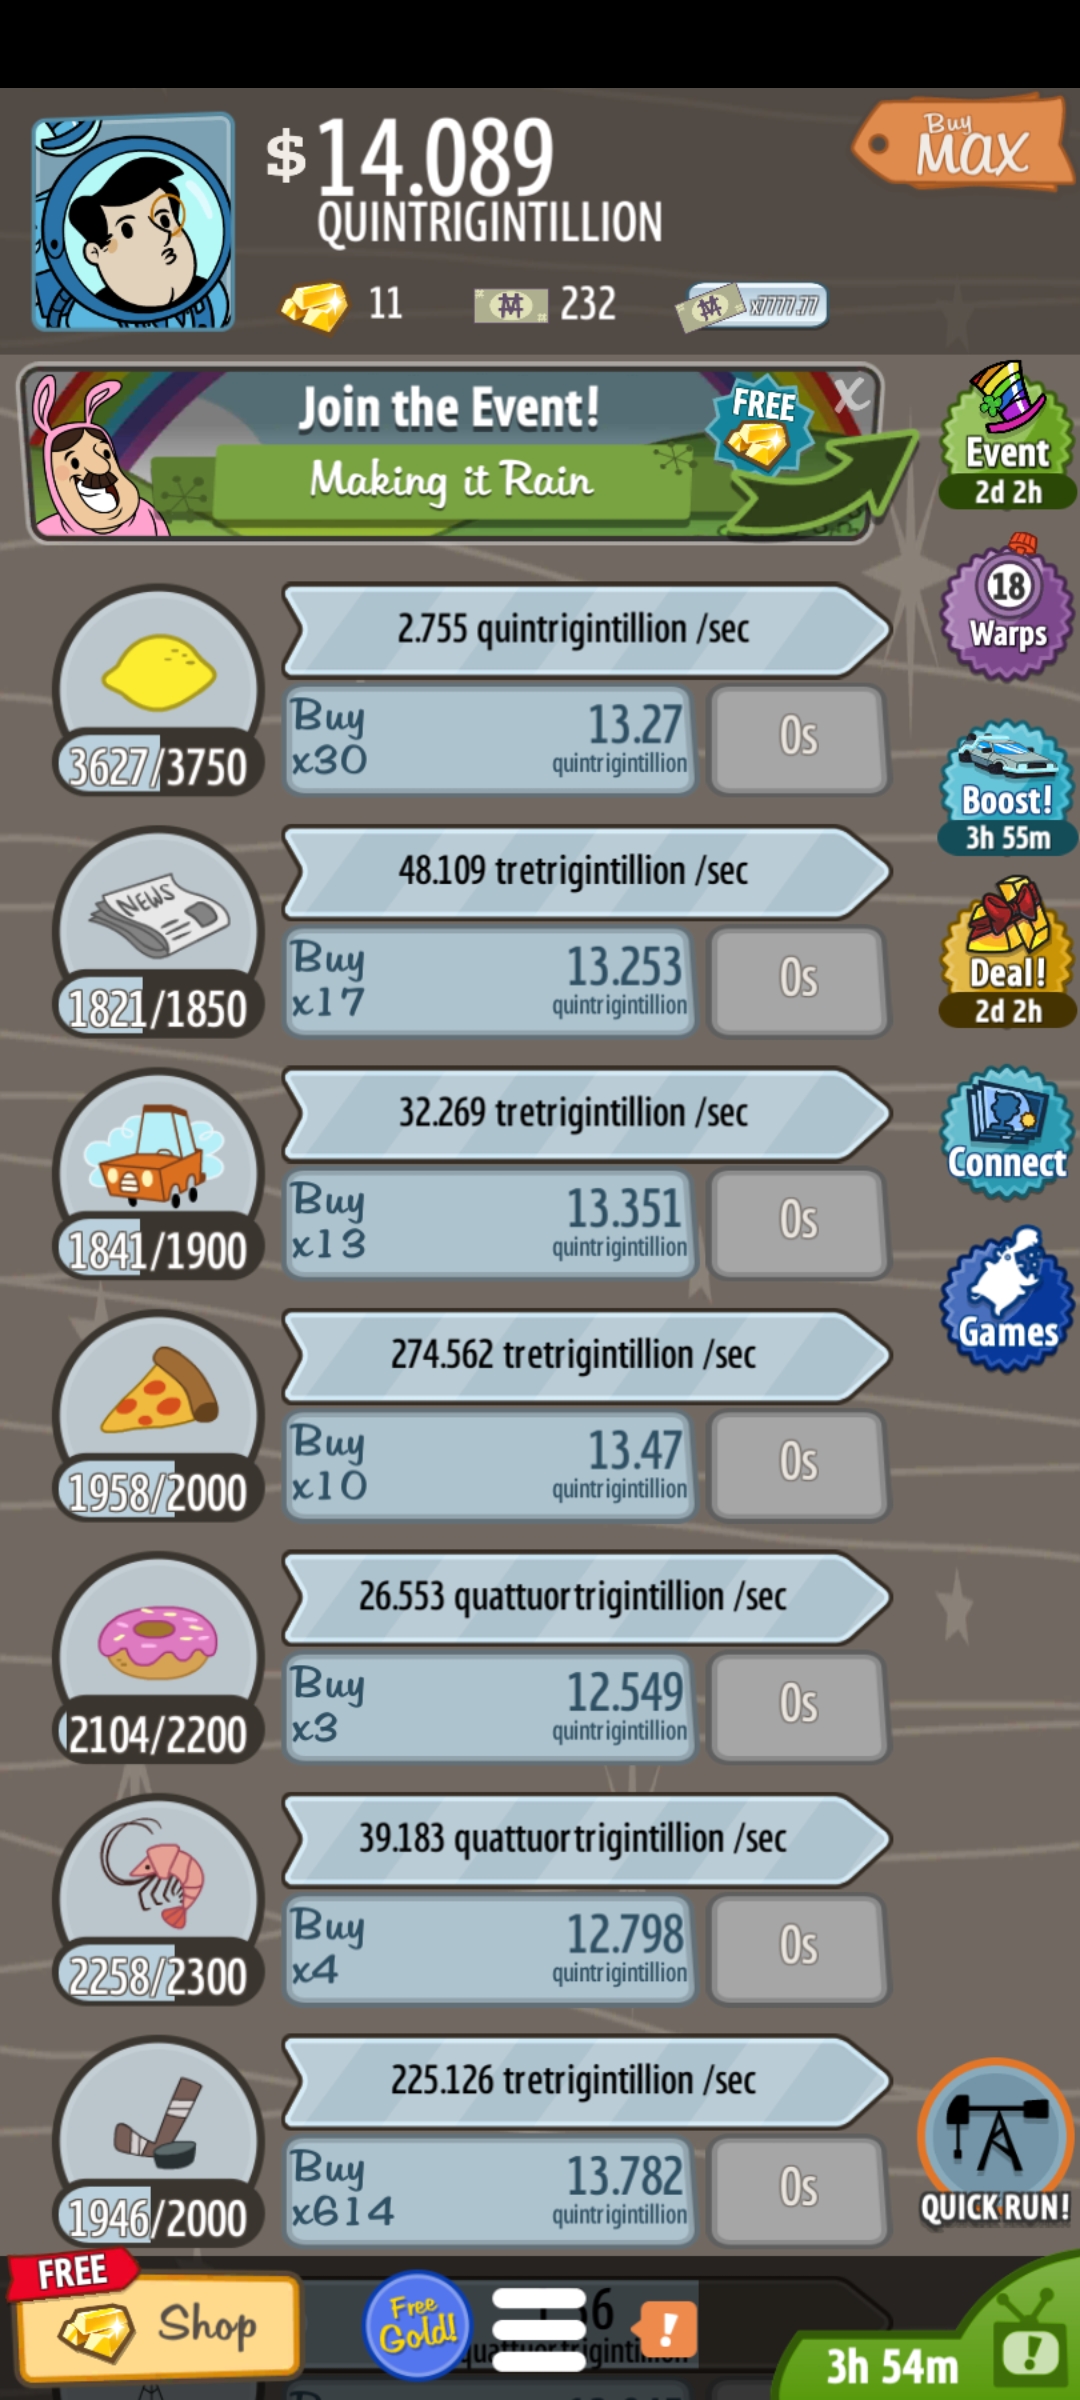 $14.089
QUINTRIGINTILLION
Buy
MAX
11
232
x7777.77
Join the Event!
FREE
X
Making it Rain
Event
2d 2h
2.755 quintrigintillion /sec
18
Warps
Buy
x30
13.27
quintrigintillion
0s
3627/3750
Boost!
3h 55m
48.109 tretrigintillion /sec
NEWS
Buy
x17
13.253
quintrigintillion
0s
1821/1850
Deal!
2d 2h
32.269 tretrigintillion /sec
Connect
Buy
x13
13.351
quintrigintillion
0s
1841/1900
Games
274.562 tretrigintillion /sec
Buy
x10
13.47
quintrigintillion
0s
1958/2000
26.553 quattuortrigintillion /sec
Buy
x3
12.549
quintrigintillion
0s
2104/2200
39.183 quattuortrigintillion /sec
Buy
x4
12.798
quintrigintillion
0s
2258/2300
225.126 tretrigintillion /sec
Buy
x614
13.782
quintrigintillion
0s
1946/2000
QUICK RUN!
FREE
Shop
Free
Gold!
!
!
3h 54m